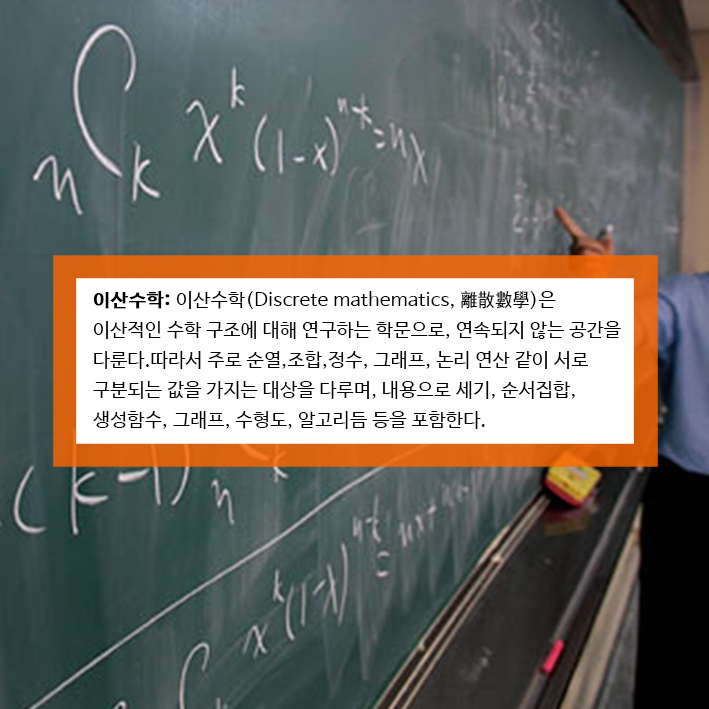 nCk x^k (1-x)^n-k = nx
이산수학: 이산수학(Discrete mathematics, 離散數學)은
이산적인 수학 구조에 대해 연구하는 학문으로, 연속되지 않는 공간을
다룬다.따라서 주로 순열,조합,정수, 그래프, 논리 연산 같이 서로
구분되는 값을 가지는 대상을 다루며, 내용으로 세기, 순서집합,
생성함수, 그래프, 수형도, 알고리듬 등을 포함한다.
(k-1) n k
x^k (1-x)^n-k = nx +